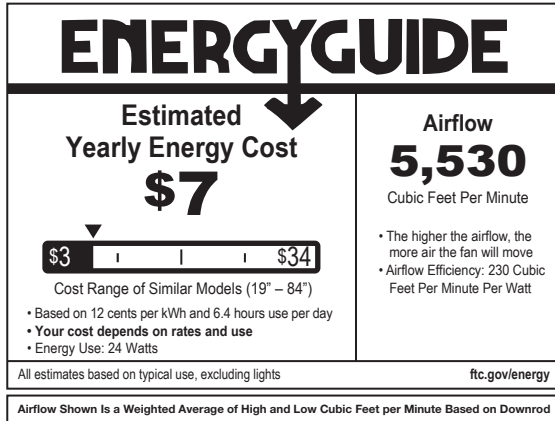 ENERGYGUIDE
Estimated
Yearly Energy Cost
$7
$3 $34
Cost Range of Similar Models (19” – 84”)
• Based on 12 cents per kWh and 6.4 hours use per day
• Your cost depends on rates and use
• Energy Use: 24 Watts
Airflow
5,530
Cubic Feet Per Minute
• The higher the airflow, the
more air the fan will move
• Airflow Efficiency: 230 Cubic
Feet Per Minute Per Watt
All estimates based on typical use, excluding lights
ftc.gov/energy
Airflow Shown Is a Weighted Average of High and Low Cubic Feet per Minute Based on Downrod